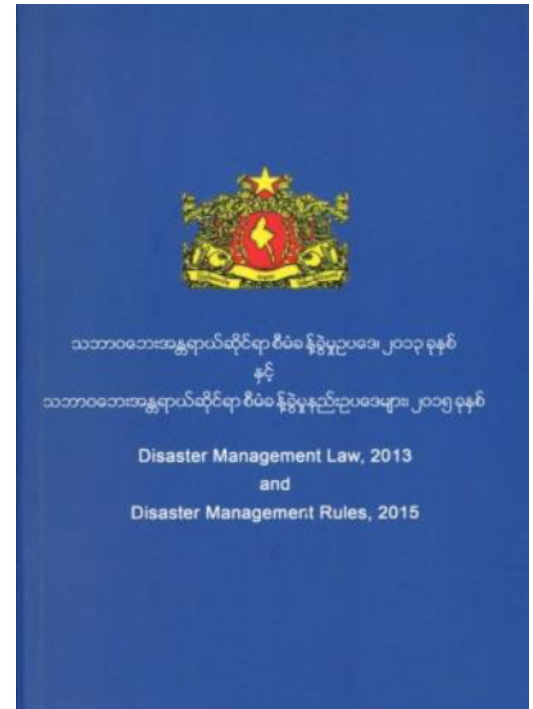 သဘာဝဘေးအန္တရာယ်ဆိုင်ရာ စီမံခန့်ခွဲမှုဥပဒေ၊ ၂၀၁၃ ခုနှစ်
နှင့်
သဘာဝဘေးအန္တရာယ်ဆိုင်ရာ စီမံခန့်ခွဲမှုနည်းဥပဒေများ၊ ၂၀၁၅ ခုနှစ်
Disaster Management Law, 2013
and
Disaster Management Rules, 2015